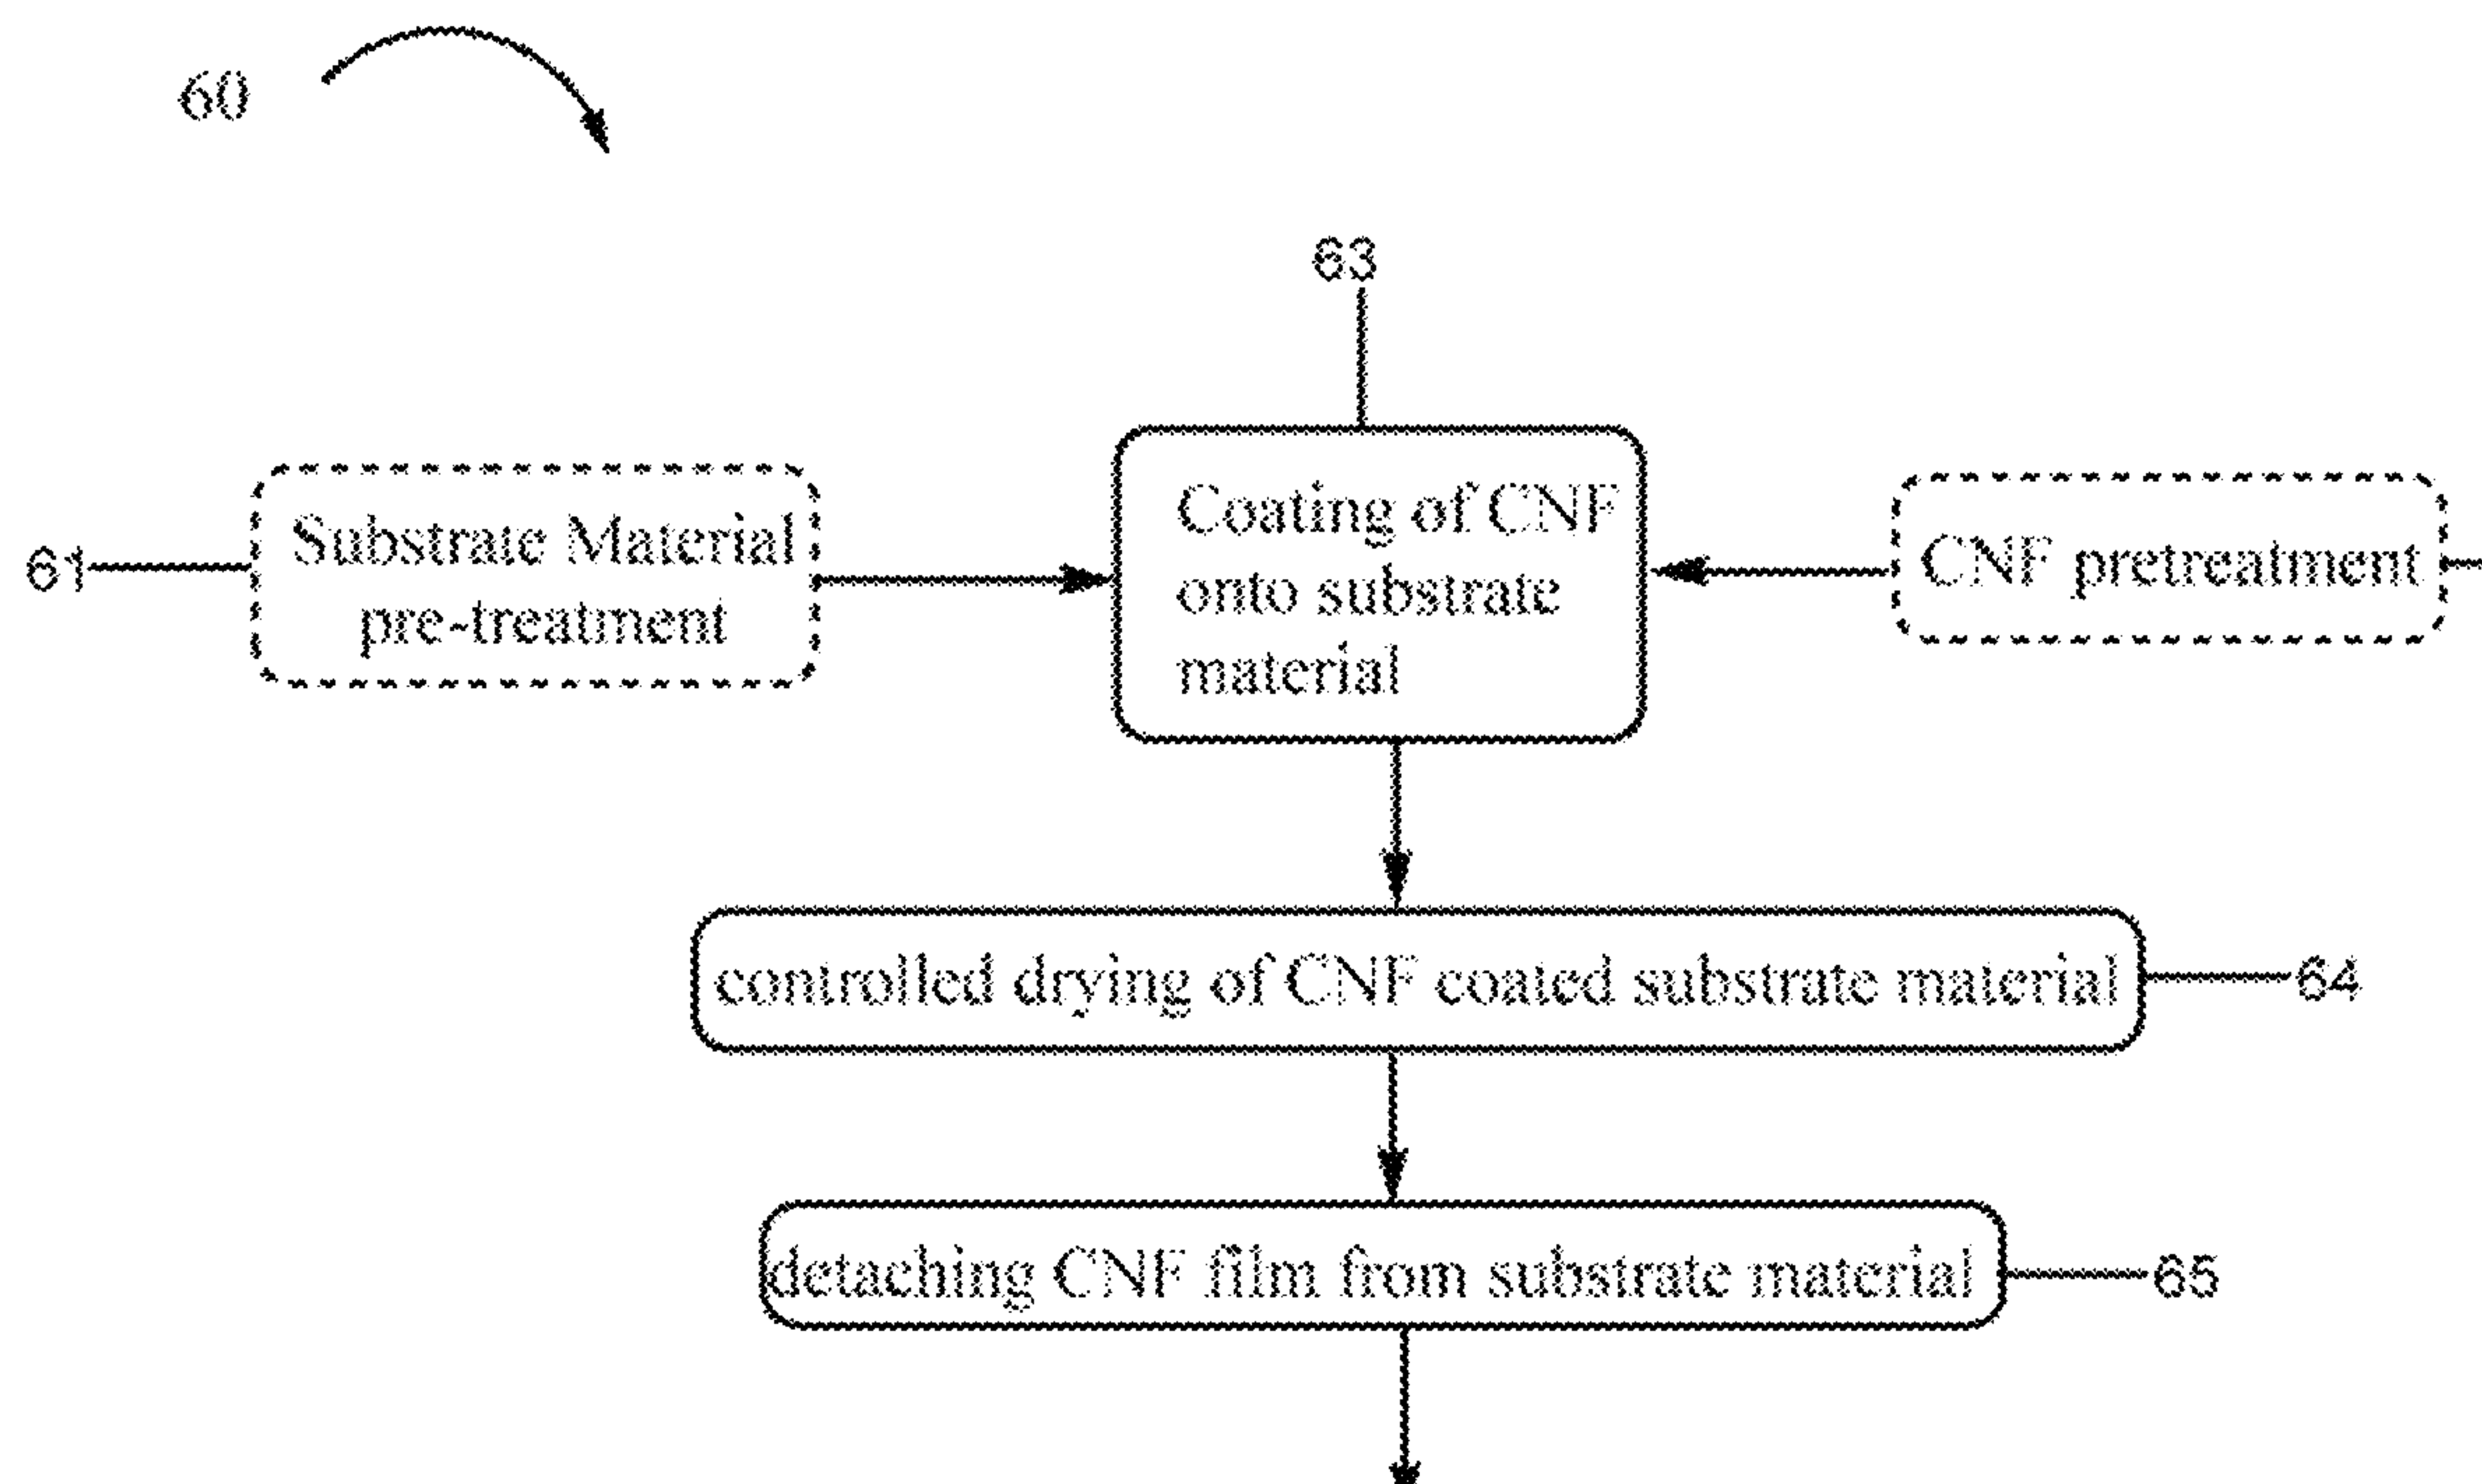 60
63
61
Substrate Material
pre-treatment
Coating of CNF
onto substrate
material
CNF pretreatment
controlled drying of CNF coated substrate material
64
detaching CNF film from substrate material
65